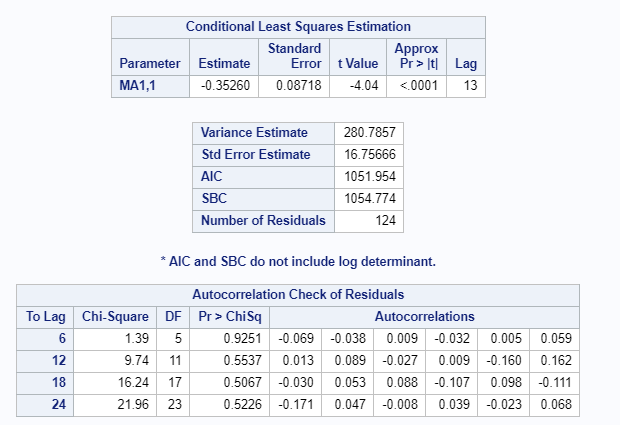 Conditional Least Squares Estimation
Parameter Estimate Standard Error t Value Approx Pr > |t| Lag
MA1,1 -0.35260 0.08718 -4.04 <.0001 13
Variance Estimate 280.7857
Std Error Estimate 16.75666
AIC 1051.954
SBC 1054.774
Number of Residuals 124
* AIC and SBC do not include log determinant.
Autocorrelation Check of Residuals
To Lag Chi-Square DF Pr > ChiSq Autocorrelations
6 1.39 5 0.9251 -0.069 -0.038 0.009 -0.032 0.005 0.059
12 9.74 11 0.5537 0.013 0.089 -0.027 0.009 -0.160 0.162
18 16.24 17 0.5067 -0.030 0.053 0.088 -0.107 0.098 -0.111
24 21.96 23 0.5226 -0.171 0.047 -0.008 0.039 -0.023 0.068